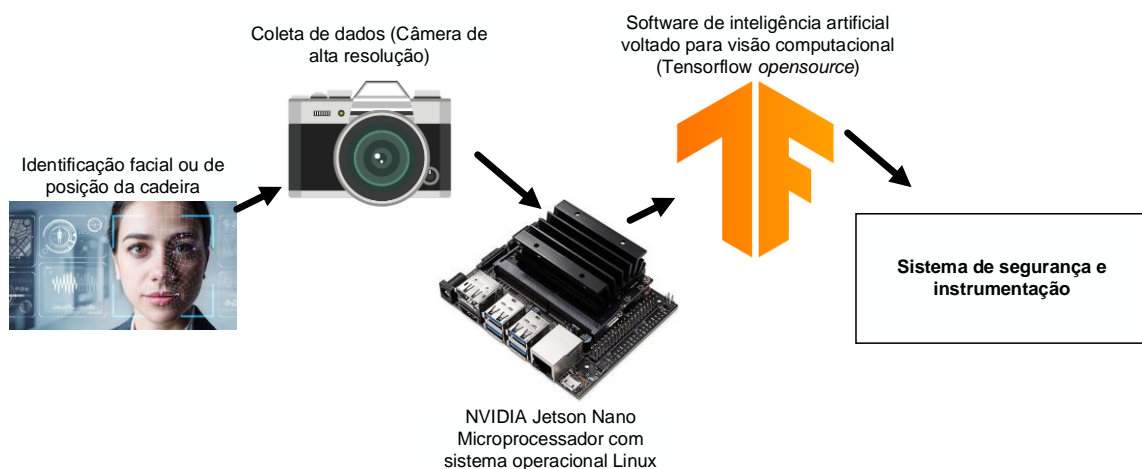 Identificação facial ou de
posição da cadeira
Coleta de dados (Câmera de
alta resolução)
NVIDIA Jetson Nano
Microprocessador com
sistema operacional Linux
Software de inteligência artificial
voltado para visão computacional
(Tensorflow opensource)
Sistema de segurança e
instrumentação